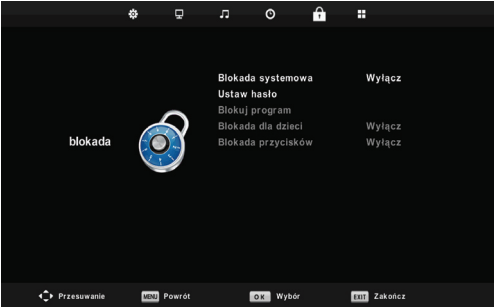 Blokada systemowa Wyłącz
Ustaw hasło
Blokuj program
Blokada dla dzieci Wyłącz
Blokada przycisków Wyłącz
blokada
Przesuwanie MENU Powrót OK Wybór EXIT Zakończ